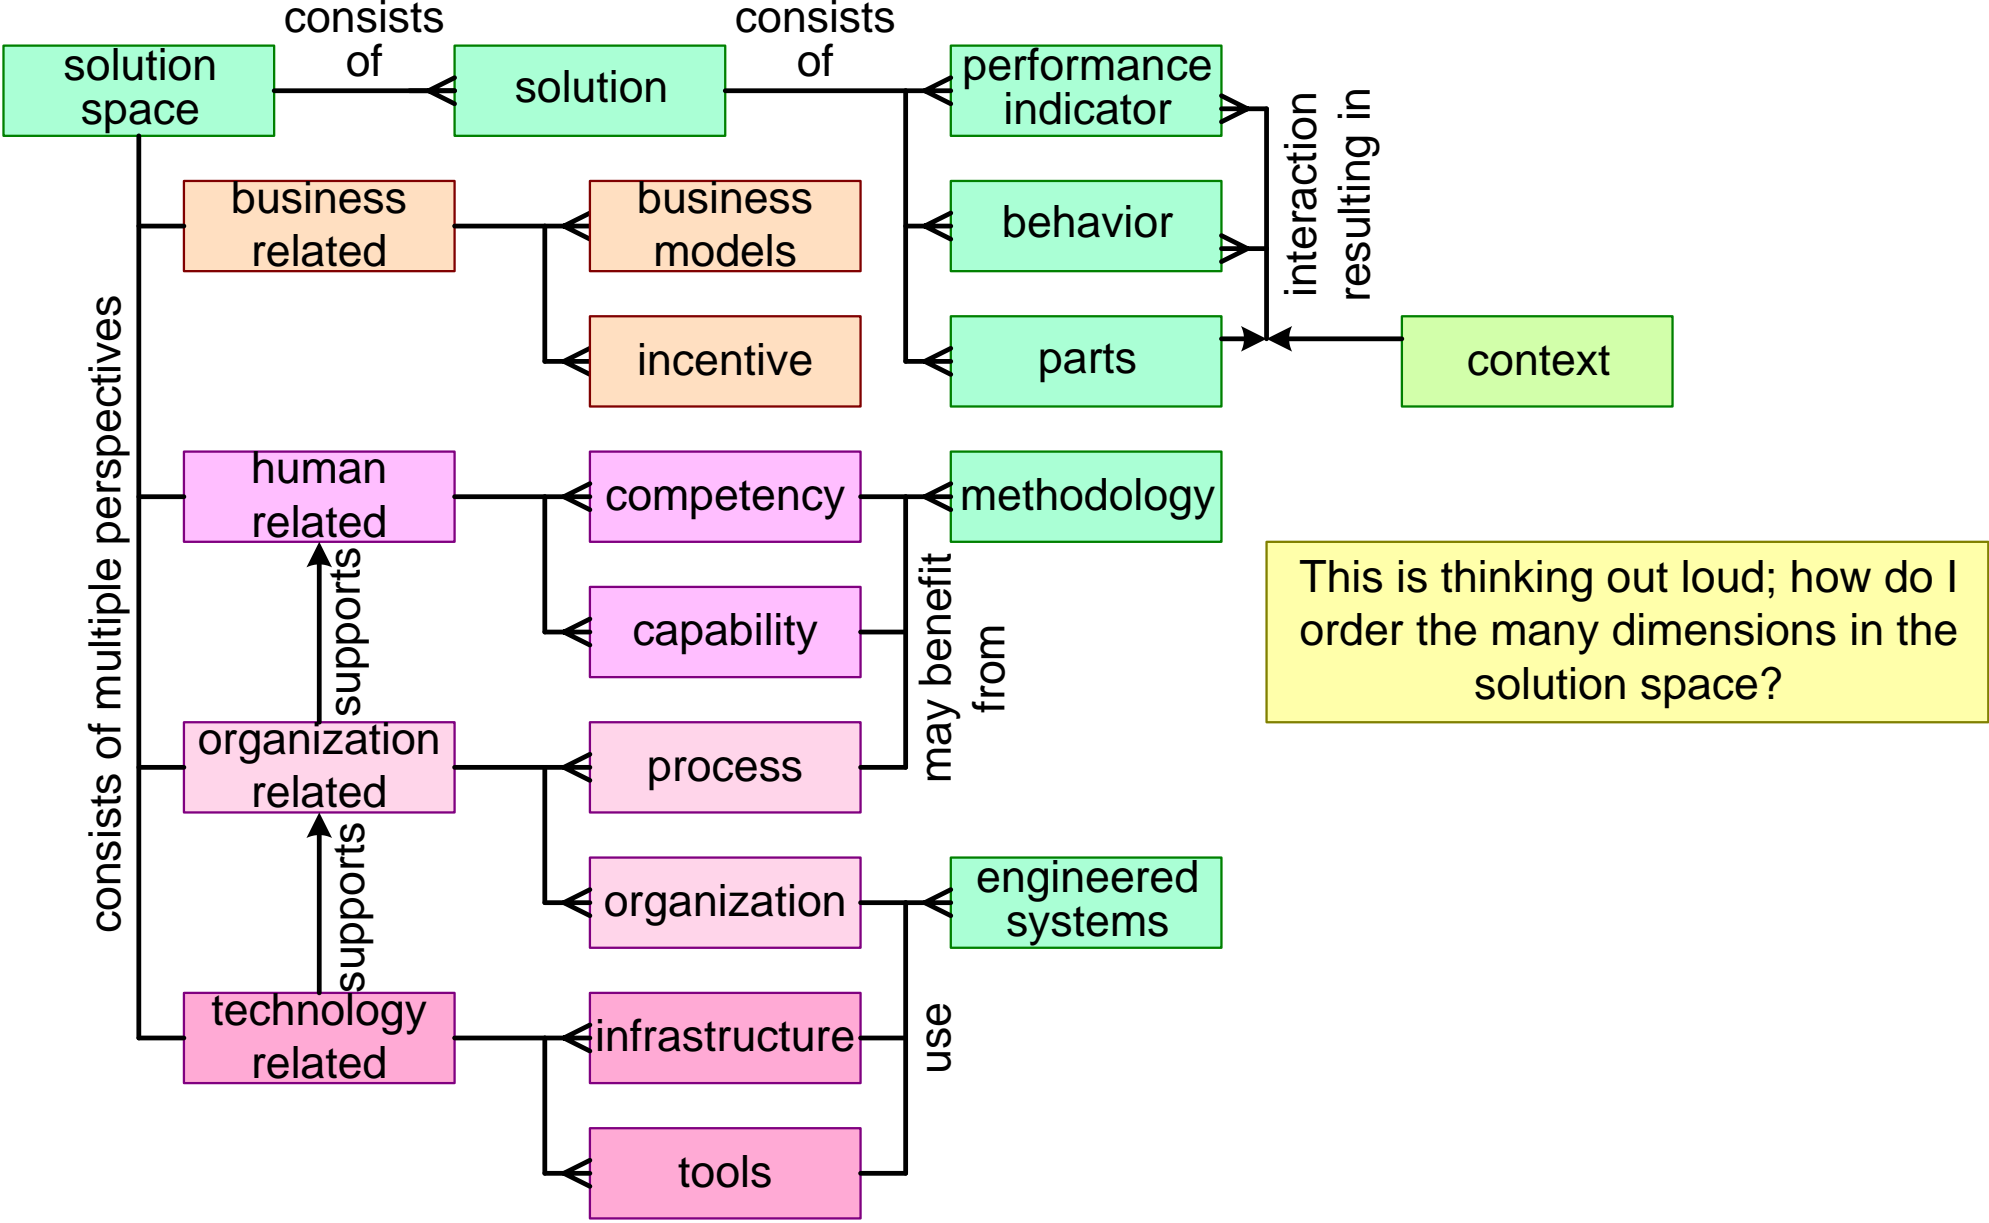 consists
of
consists
of
solution
space
solution
performance
indicator
interaction
resulting in
business
related
business
models
behavior
incentive
parts
context
consists of multiple perspectives
human
related
competency
methodology
supports
capability
may benefit
from
This is thinking out loud; how do I
order the many dimensions in the
solution space?
organization
related
process
supports
organization
engineered
systems
technology
related
infrastructure
use
tools